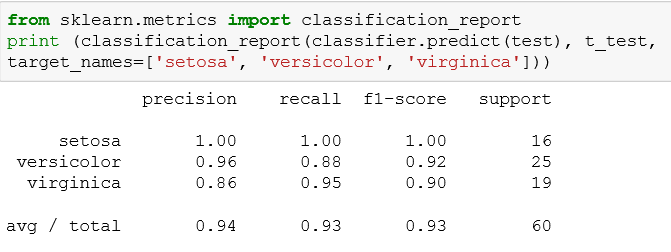 from sklearn.metrics import classification_report
print (classification_report(classifier.predict(test), t_test,
target_names=['setosa', 'versicolor', 'virginica']))
precision recall f1-score support
setosa 1.00 1.00 1.00 16
versicolor 0.96 0.88 0.92 25
virginica 0.86 0.95 0.90 19
avg / total 0.94 0.93 0.93 60